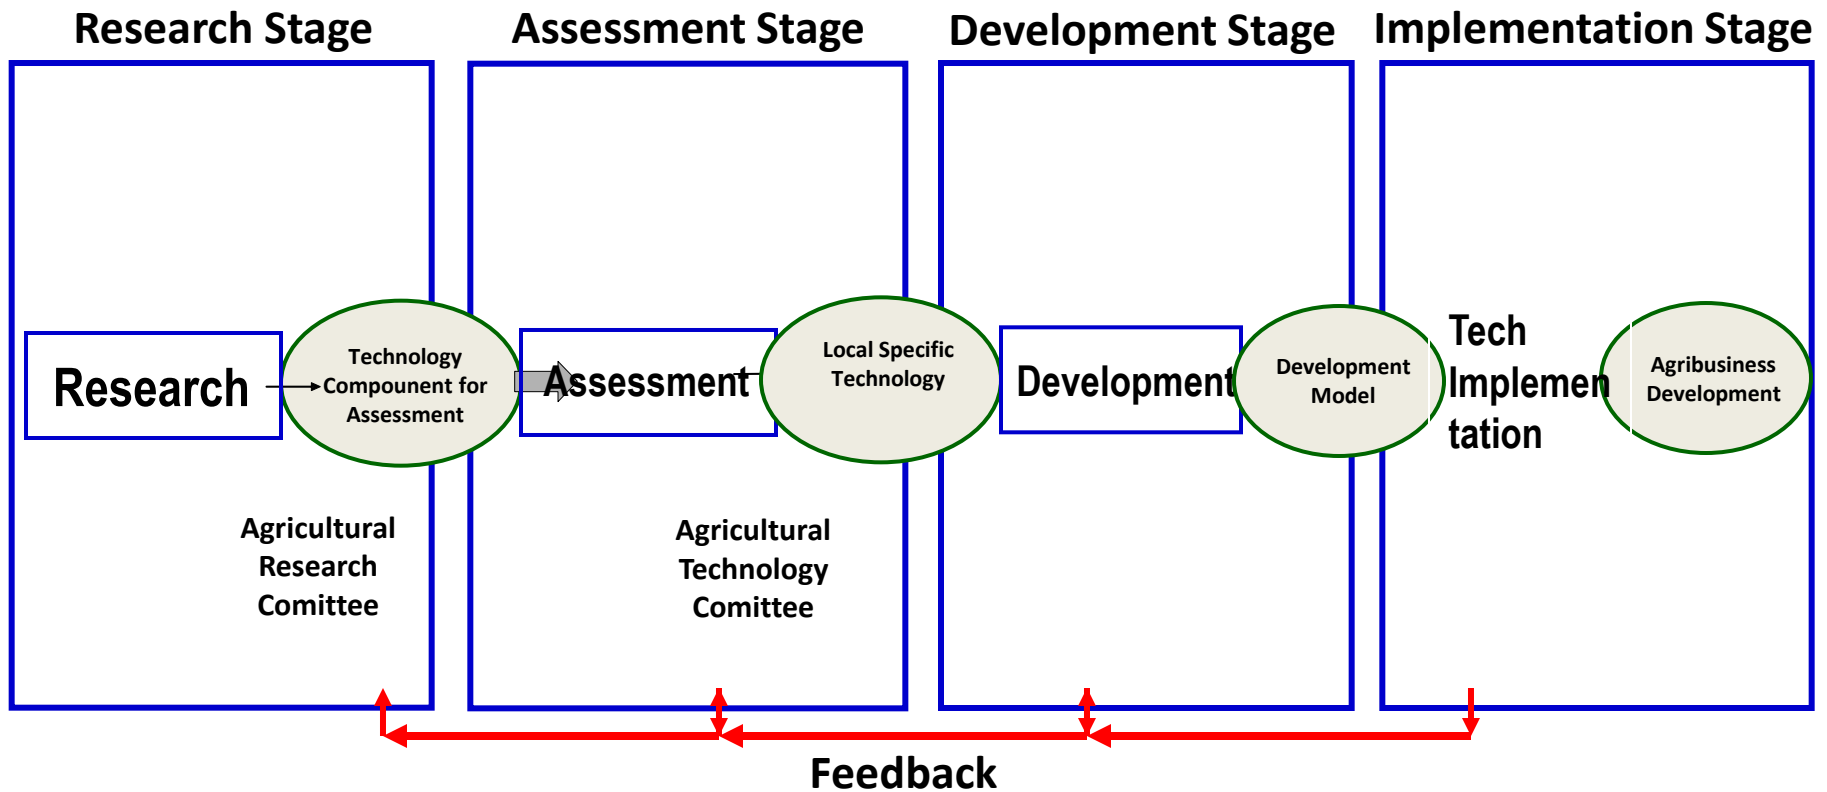 Research Stage
Assessment Stage
Development Stage
Implementation Stage
Research
Technology
Compounent for
Assessment
Assessment
Local Specific
Technology
Development
Development
Model
Tech
Implemen
tation
Agribusiness
Development
Agricultural
Research
Comittee
Agricultural
Technology
Comittee
Feedback